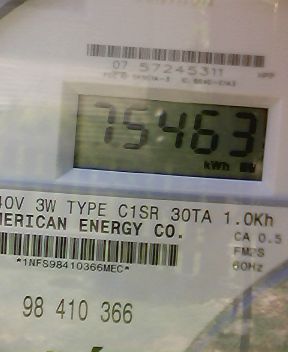 07 57245311
75463
kWh
40V 3W TYPE C1SR 30TA 1.0Kh
MERICAN ENERGY CO.
CA 0.5
*1NFS98410366MEC*
FM2S
60Hz
98 410 366